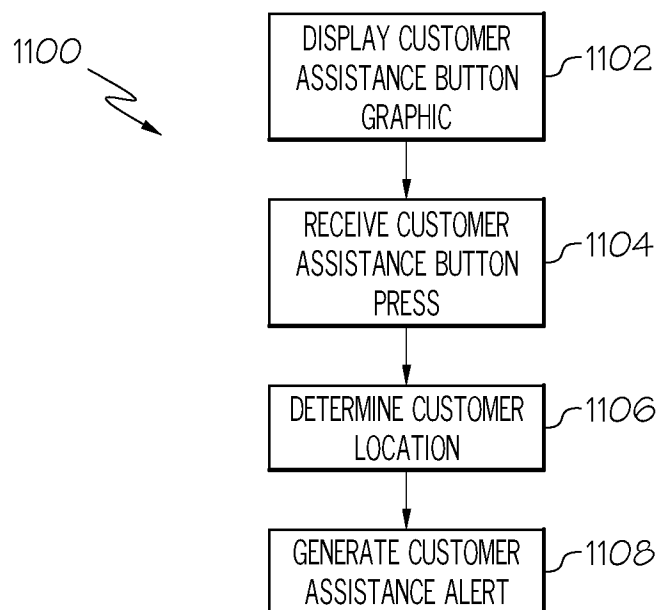 1100
DISPLAY CUSTOMER
ASSISTANCE BUTTON
GRAPHIC
1102
RECEIVE CUSTOMER
ASSISTANCE BUTTON
PRESS
1104
DETERMINE CUSTOMER
LOCATION
1106
GENERATE CUSTOMER
ASSISTANCE ALERT
1108